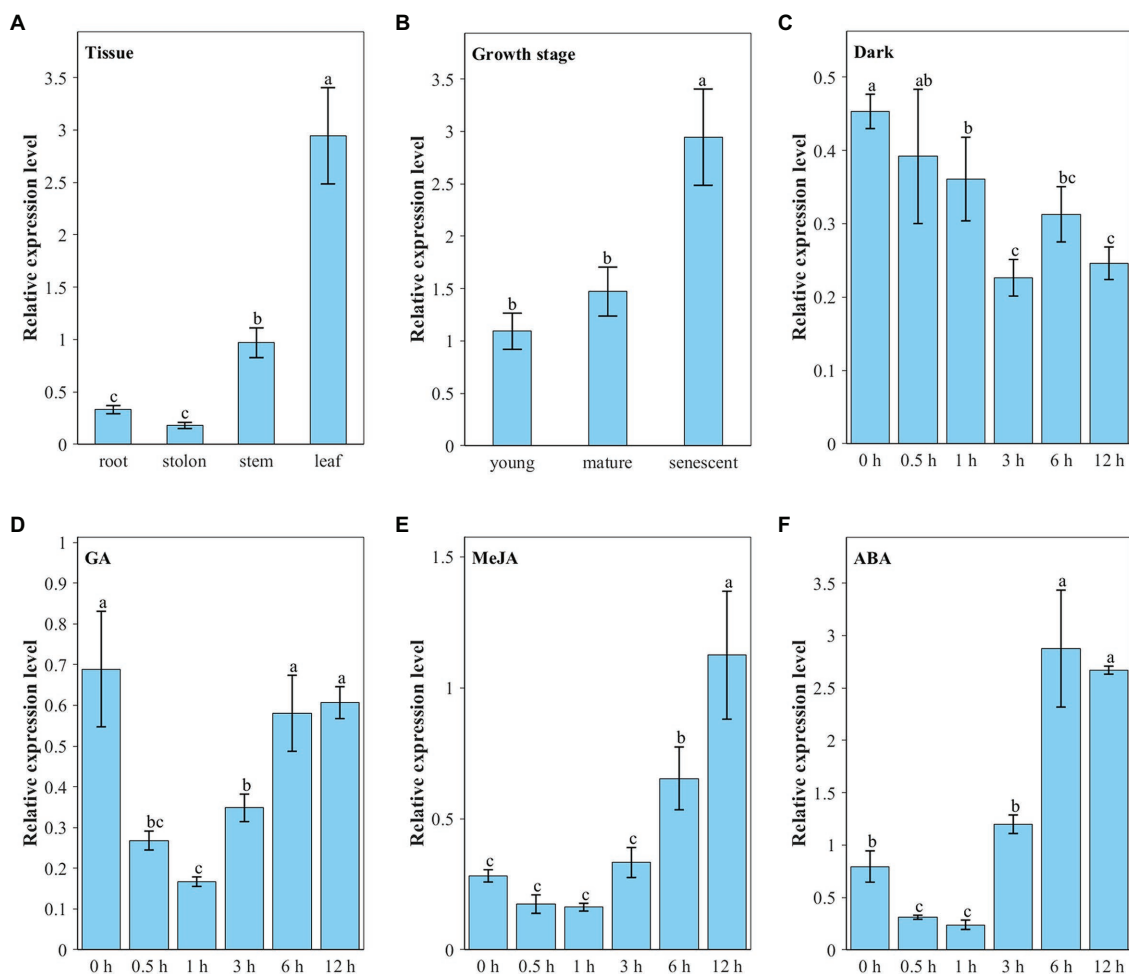 A
Tissue
Relative expression level
3.5
3
2.5
2
1.5
1
0.5
0
c
c
b
a
root stolon stem leaf
B
Growth stage
Relative expression level
3.5
3
2.5
2
1.5
1
0.5
0
b
b
a
young mature senescent
C
Dark
Relative expression level
0.5
0.4
0.3
0.2
0.1
0
a
ab
b
c
bc
c
0 h 0.5 h 1 h 3 h 6 h 12 h
D
GA
Relative expression level
1
0.9
0.8
0.7
0.6
0.5
0.4
0.3
0.2
0.1
0
a
bc
c
b
a
a
0 h 0.5 h 1 h 3 h 6 h 12 h
E
MeJA
Relative expression level
1.5
1
0.5
0
c
c
c
c
b
a
0 h 0.5 h 1 h 3 h 6 h 12 h
F
ABA
Relative expression level
3.5
3
2.5
2
1.5
1
0.5
0
b
c
c
b
a
a
0 h 0.5 h 1 h 3 h 6 h 12 h